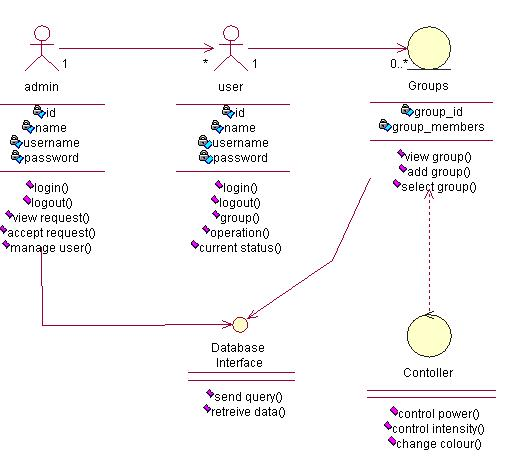 1
*
1
0..*
admin
id
name
username
password
login()
logout()
view request()
accept request()
manage user()
user
id
name
username
password
login()
logout()
group()
operation()
current status()
Groups
group_id
group_members
view group()
add group()
select group()
Database
Interface
send query()
retreive data()
Contoller
control power()
control intensity()
change colour()